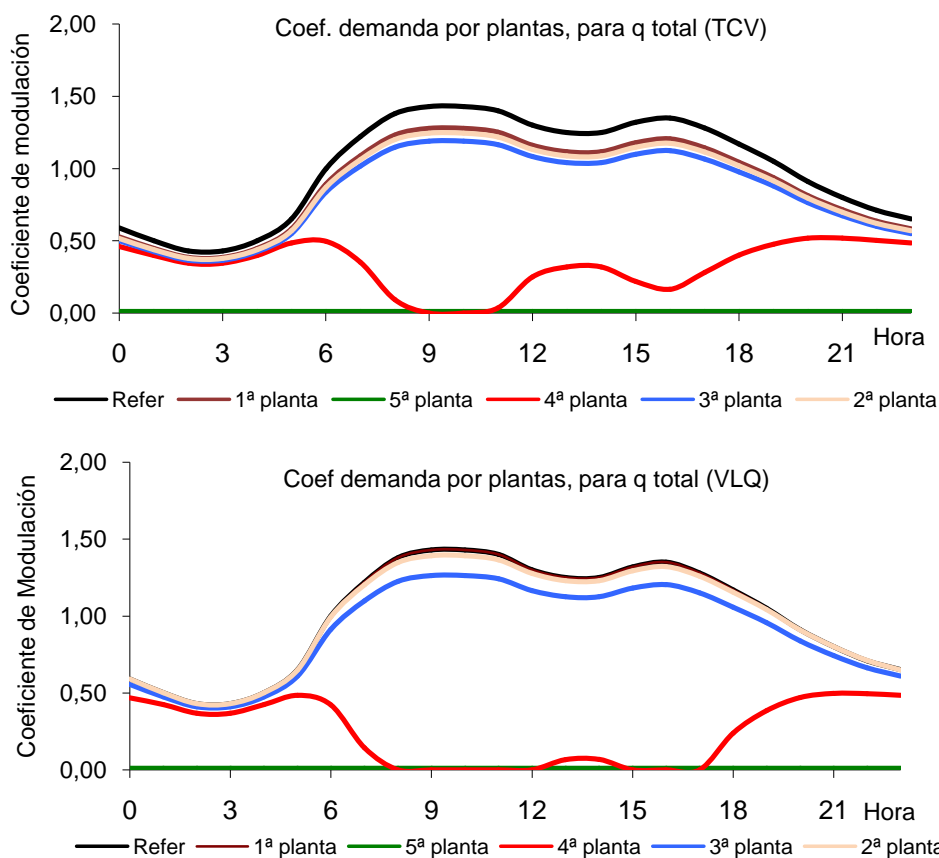 Coef. demanda por plantas, para q total (TCV)
Coeficiente de modulación
2,00
1,50
1,00
0,50
0,00
0 3 6 9 12 15 18 21 Hora
Refer 1ª planta 5ª planta 4ª planta 3ª planta 2ª planta
Coef demanda por plantas, para q total (VLQ)
Coeficiente de Modulación
2,00
1,50
1,00
0,50
0,00
0 3 6 9 12 15 18 21 Hora
Refer 1ª planta 5ª planta 4ª planta 3ª planta 2ª planta